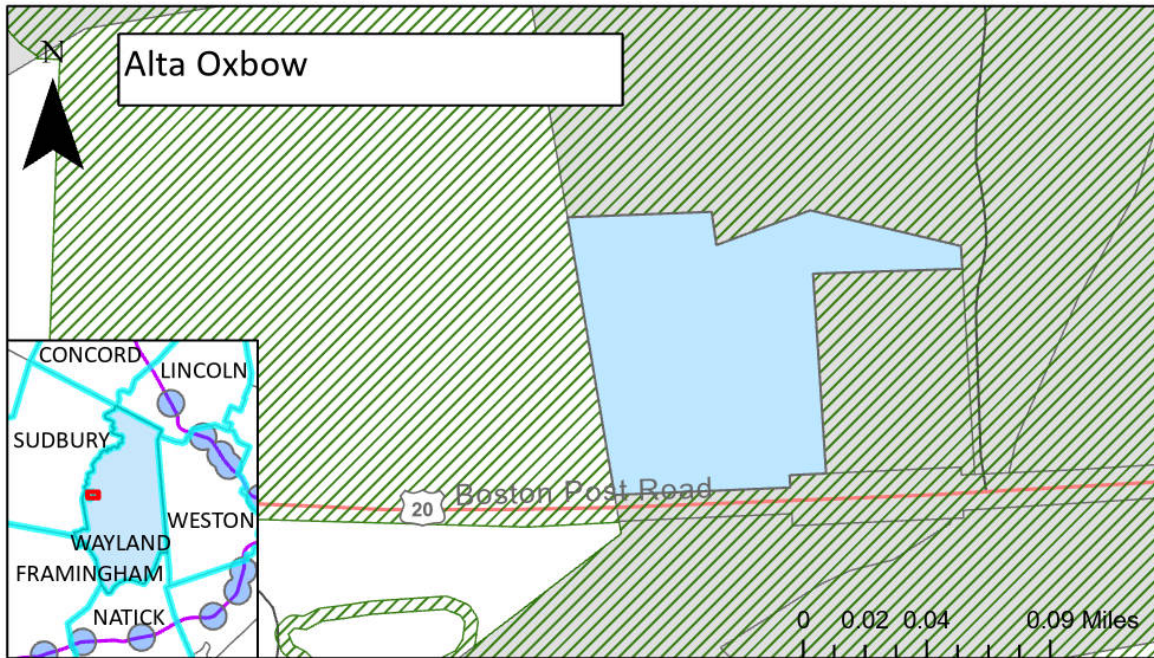 N
Alta Oxbow
CONCORD
LINCOLN
SUDBURY
WESTON
WAYLAND
FRAMINGHAM
NATICK
20
Boston Post Road
0 0.02 0.04 0.09 Miles